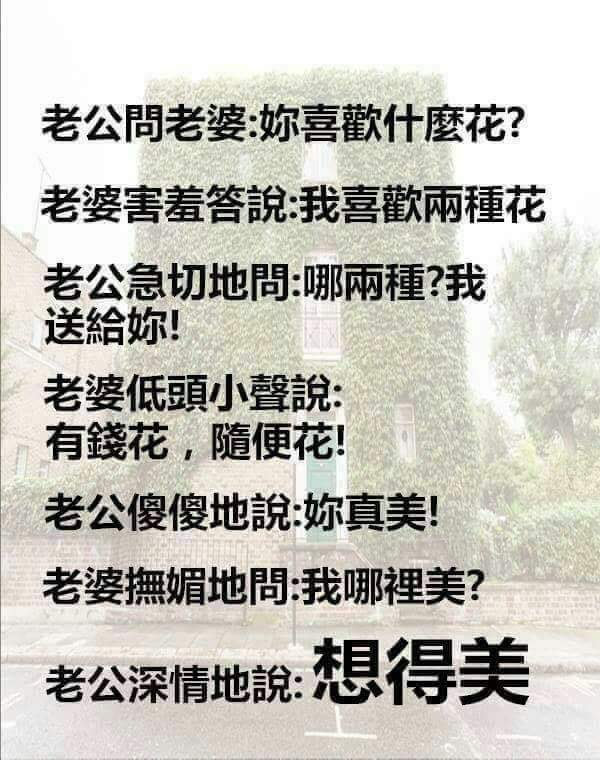 老公問老婆:妳喜歡什麼花?
老婆害羞答說:我喜歡兩種花
老公急切地問:哪兩種?我
送給妳!
老婆低頭小聲說:
有錢花，隨便花!
老公傻傻地說:妳真美!
老婆撫媚地問:我哪裡美?
老公深情地說:想得美